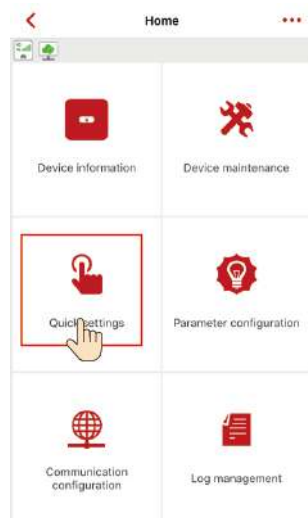 Home
Device information
Device maintenance
Quick settings
Parameter configuration
Communication
configuration
Log management